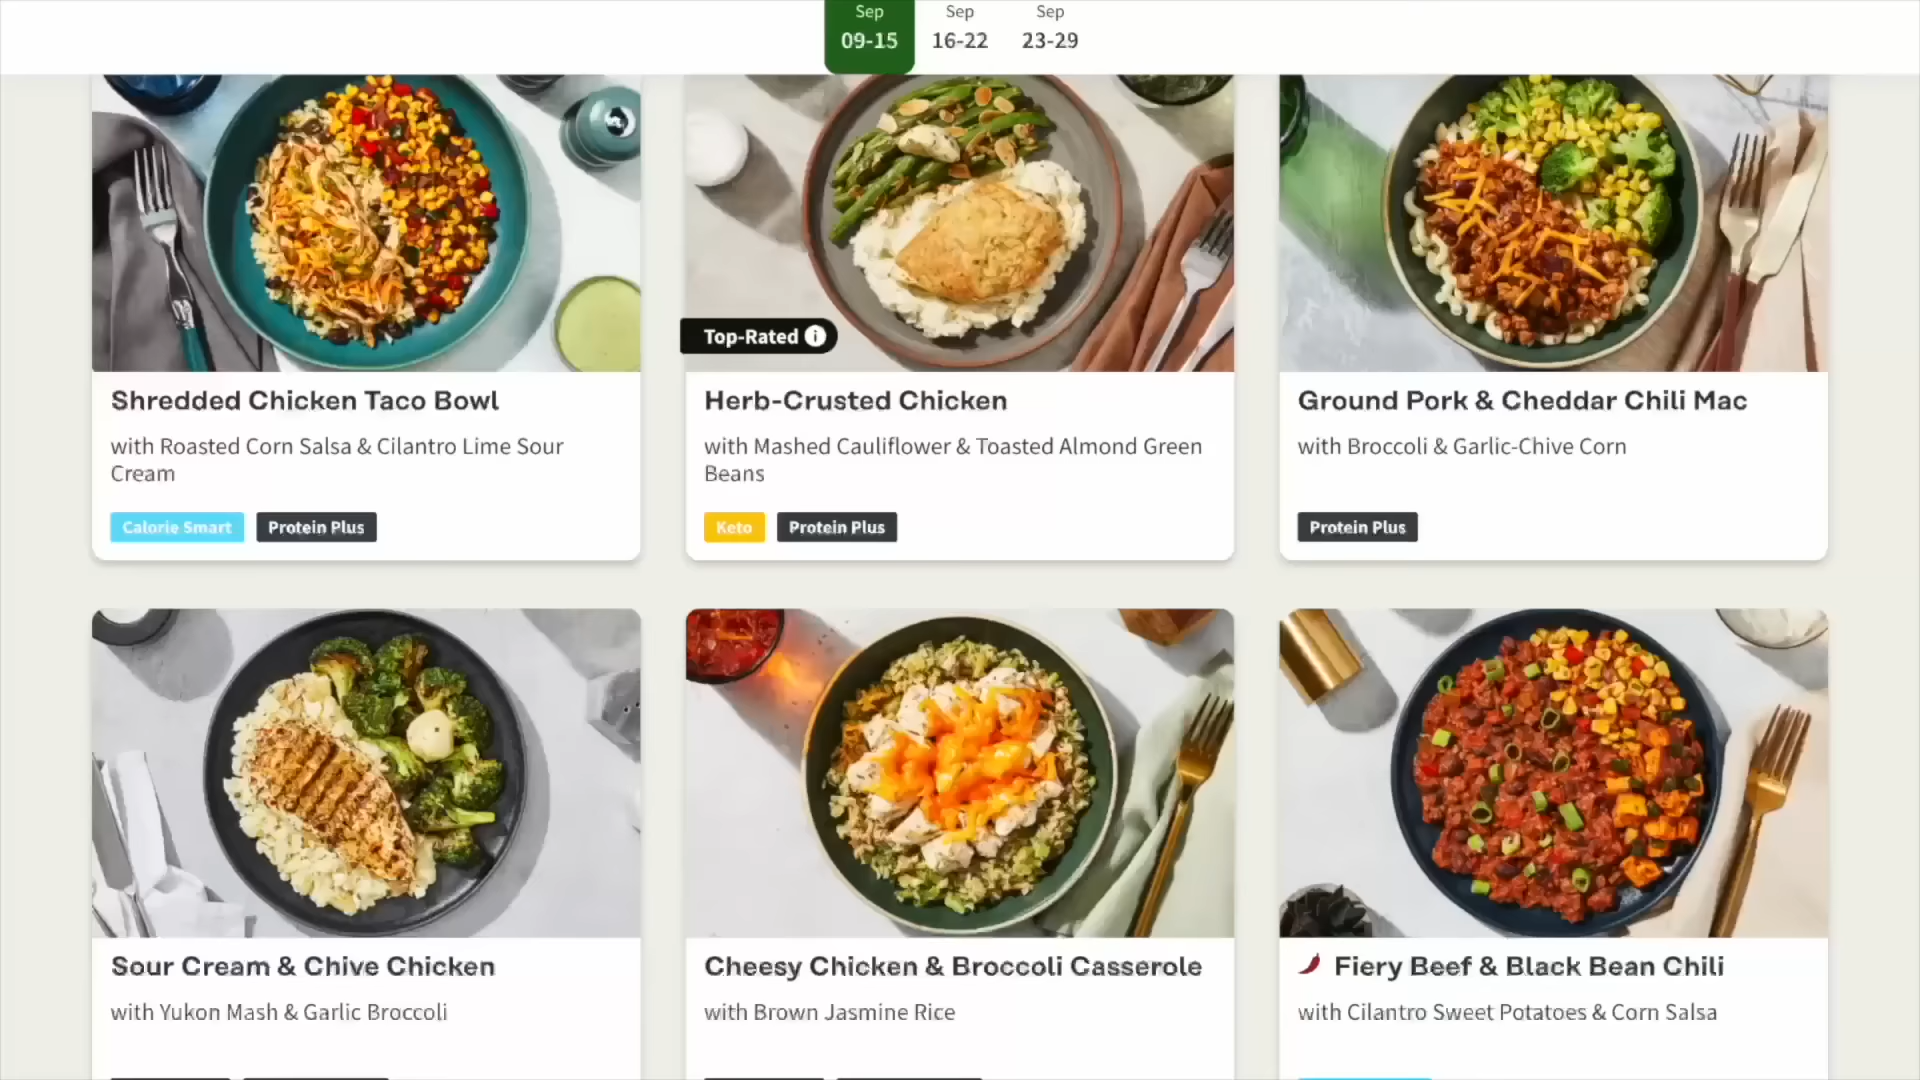 Sep
09-15
Sep
16-22
Sep
23-29
Top-Rated i
Shredded Chicken Taco Bowl
with Roasted Corn Salsa & Cilantro Lime Sour
Cream
Calorie Smart
Protein Plus
Herb-Crusted Chicken
with Mashed Cauliflower & Toasted Almond Green
Beans
Keto
Protein Plus
Ground Pork & Cheddar Chili Mac
with Broccoli & Garlic-Chive Corn
Protein Plus
Sour Cream & Chive Chicken
with Yukon Mash & Garlic Broccoli
Cheesy Chicken & Broccoli Casserole
with Brown Jasmine Rice
Fiery Beef & Black Bean Chili
with Cilantro Sweet Potatoes & Corn Salsa